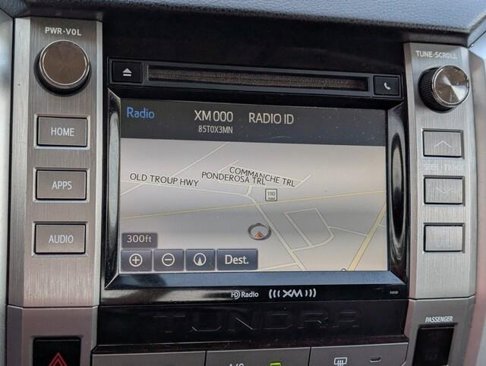 PWR·VOL
TUNE·SCROLL
HOME
APPS
AUDIO
Radio XM 000 RADIO ID
85T0X3MN
COMMANCHE TRL
OLD TROUP HWY PONDEROSA TRL
300ft
Dest.
HD Radio ((( XM )))
TUNDRA
PASSENGER
A/C